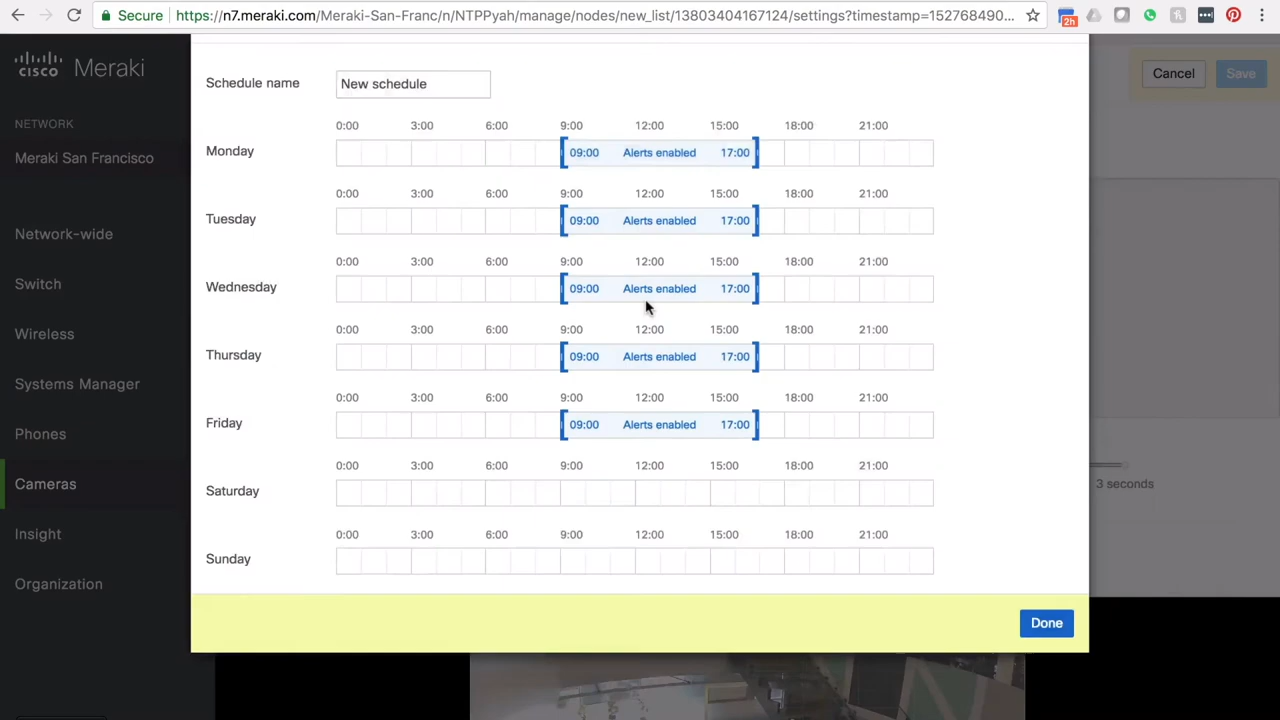 Secure https://n7.meraki.com/Meraki-San-Franc/n/NTPPyah/manage/nodes/new_list/13803404167124/settings?timestamp=152768490...
2h
cisco Meraki
Cancel
Save
NETWORK
Meraki San Francisco
Network-wide
Switch
Wireless
Systems Manager
Phones
Cameras
Insight
Organization
Schedule name
New schedule
0:00 3:00 6:00 9:00 12:00 15:00 18:00 21:00
Monday 09:00 Alerts enabled 17:00
0:00 3:00 6:00 9:00 12:00 15:00 18:00 21:00
Tuesday 09:00 Alerts enabled 17:00
0:00 3:00 6:00 9:00 12:00 15:00 18:00 21:00
Wednesday 09:00 Alerts enabled 17:00
0:00 3:00 6:00 9:00 12:00 15:00 18:00 21:00
Thursday 09:00 Alerts enabled 17:00
0:00 3:00 6:00 9:00 12:00 15:00 18:00 21:00
Friday 09:00 Alerts enabled 17:00
0:00 3:00 6:00 9:00 12:00 15:00 18:00 21:00
Saturday
0:00 3:00 6:00 9:00 12:00 15:00 18:00 21:00
Sunday
3 seconds
Done